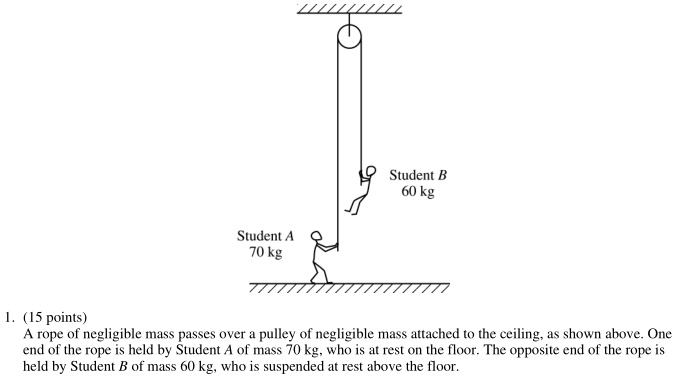 Student B
60 kg
Student A
70 kg
1. (15 points)
A rope of negligible mass passes over a pulley of negligible mass attached to the ceiling, as shown above. One
end of the rope is held by Student A of mass 70 kg, who is at rest on the floor. The opposite end of the rope is
held by Student B of mass 60 kg, who is suspended at rest above the floor.